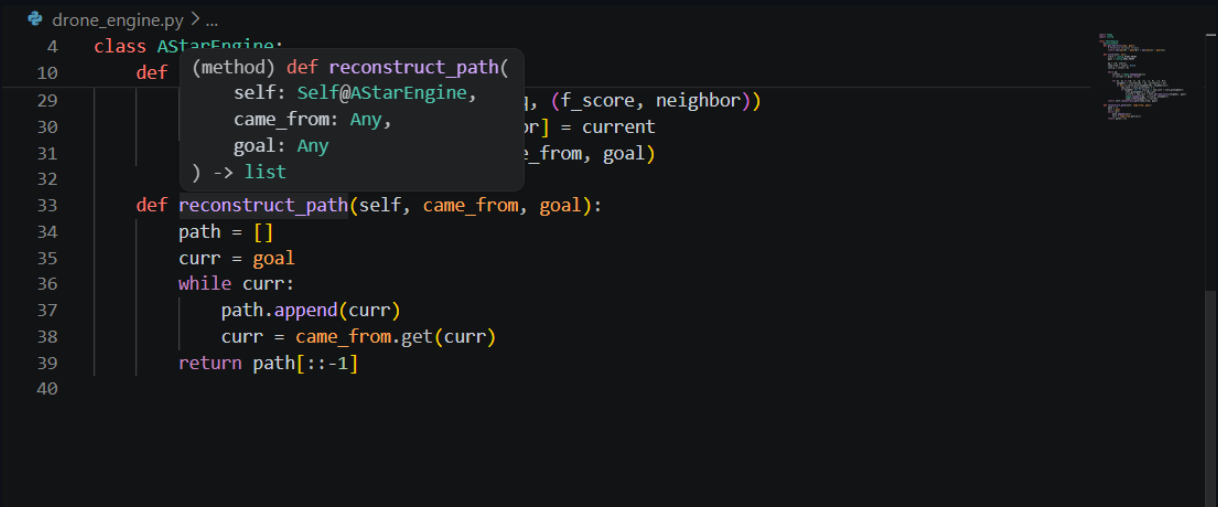 drone_engine.py > ...
4 class AStarEngine:
10 def
(method) def reconstruct_path(
self: Self@AStarEngine,
came_from: Any,
goal: Any
) -> list
29 q, (f_score, neighbor))
30 or] = current
31 e_from, goal)
32
33 def reconstruct_path(self, came_from, goal):
34 path = []
35 curr = goal
36 while curr:
37 path.append(curr)
38 curr = came_from.get(curr)
39 return path[::-1]
40